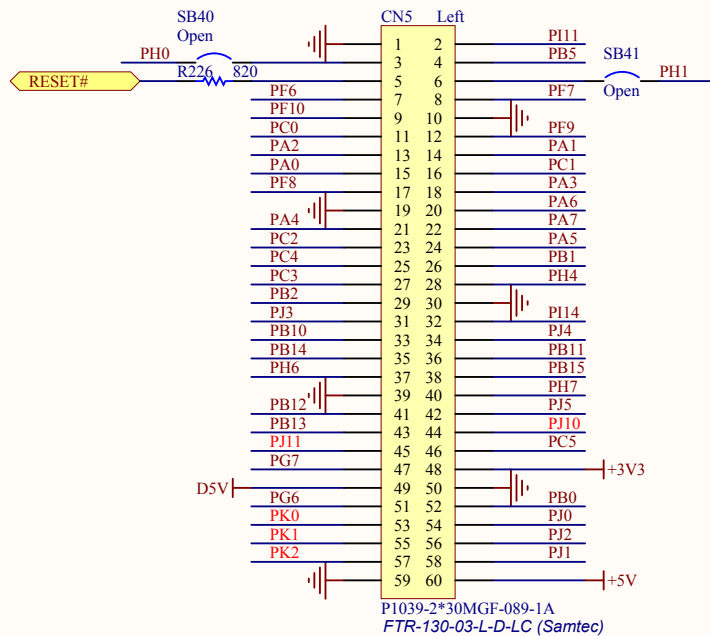 SB40 CN5 Left
Open
PH0 1 2 PI11
3 4 PB5 SB41
RESET# R226 820 5 6 PH1
PF6 7 8 PF7 Open
PF10 9 10
PC0 11 12 PF9
PA2 13 14 PA1
PA0 15 16 PC1
PF8 17 18 PA3
19 20 PA6
PA4 21 22 PA7
PC2 23 24 PA5
PC4 25 26 PB1
PC3 27 28 PH4
PB2 29 30
PJ3 31 32 PI14
PB10 33 34 PJ4
PB14 35 36 PB11
PH6 37 38 PB15
39 40 PH7
PB12 41 42 PJ5
PB13 43 44 PJ10
PJ11 45 46 PC5
PG7 47 48 +3V3
D5V 49 50
PG6 51 52 PB0
PK0 53 54 PJ0
PK1 55 56 PJ2
PK2 57 58 PJ1
59 60 +5V
P1039-2*30MGF-089-1A
FTR-130-03-L-D-LC (Samtec)